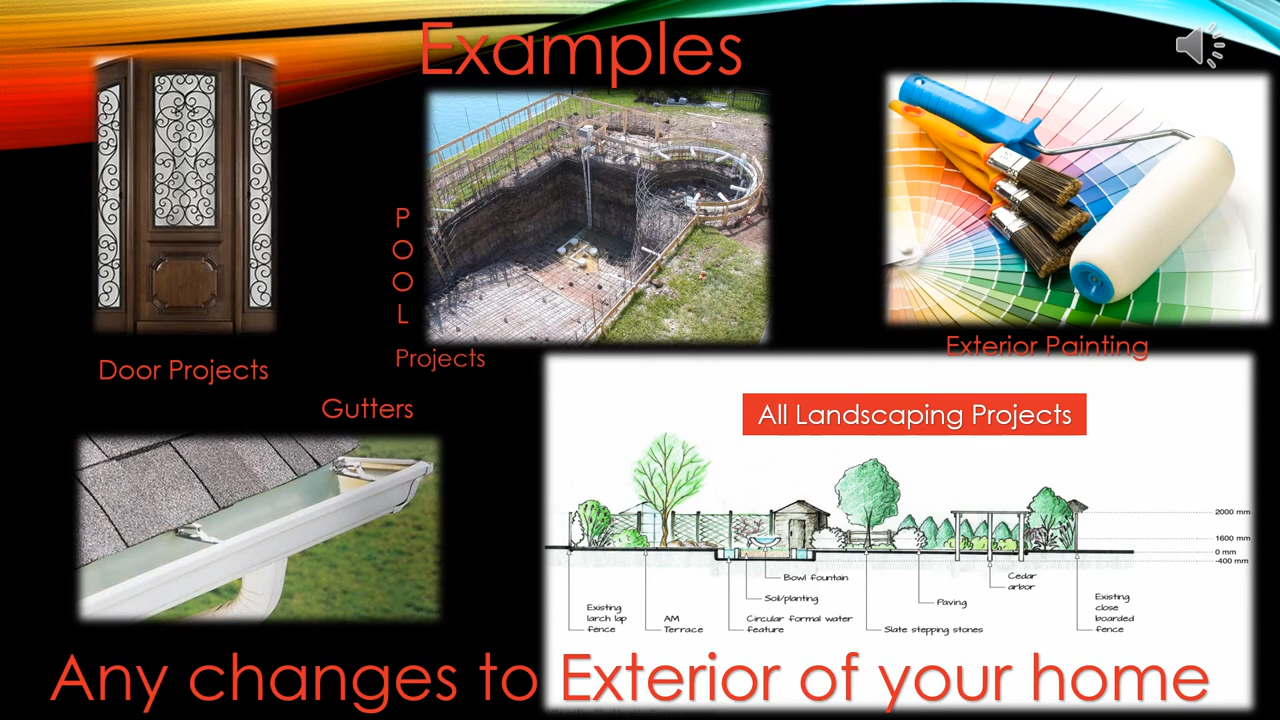 Examples
P
O
O
L
Projects
Door Projects
Exterior Painting
Gutters
All Landscaping Projects
2000 mm
1600 mm
0 mm
-400 mm
Bowl fountain
Soil/planting
Circular formal water
feature
Existing
larch lap
fence
AM
Terrace
Slate stepping stones
Paving
Cedar
arbor
Existing
close
boarded
fence
Any changes to Exterior of your home